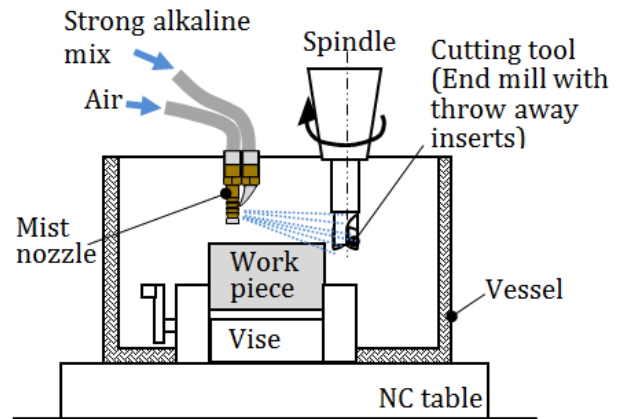 Strong alkaline
mix
Air
Spindle
Cutting tool
(End mill with
throw away
inserts)
Mist
nozzle
Work
piece
Vise
Vessel
NC table